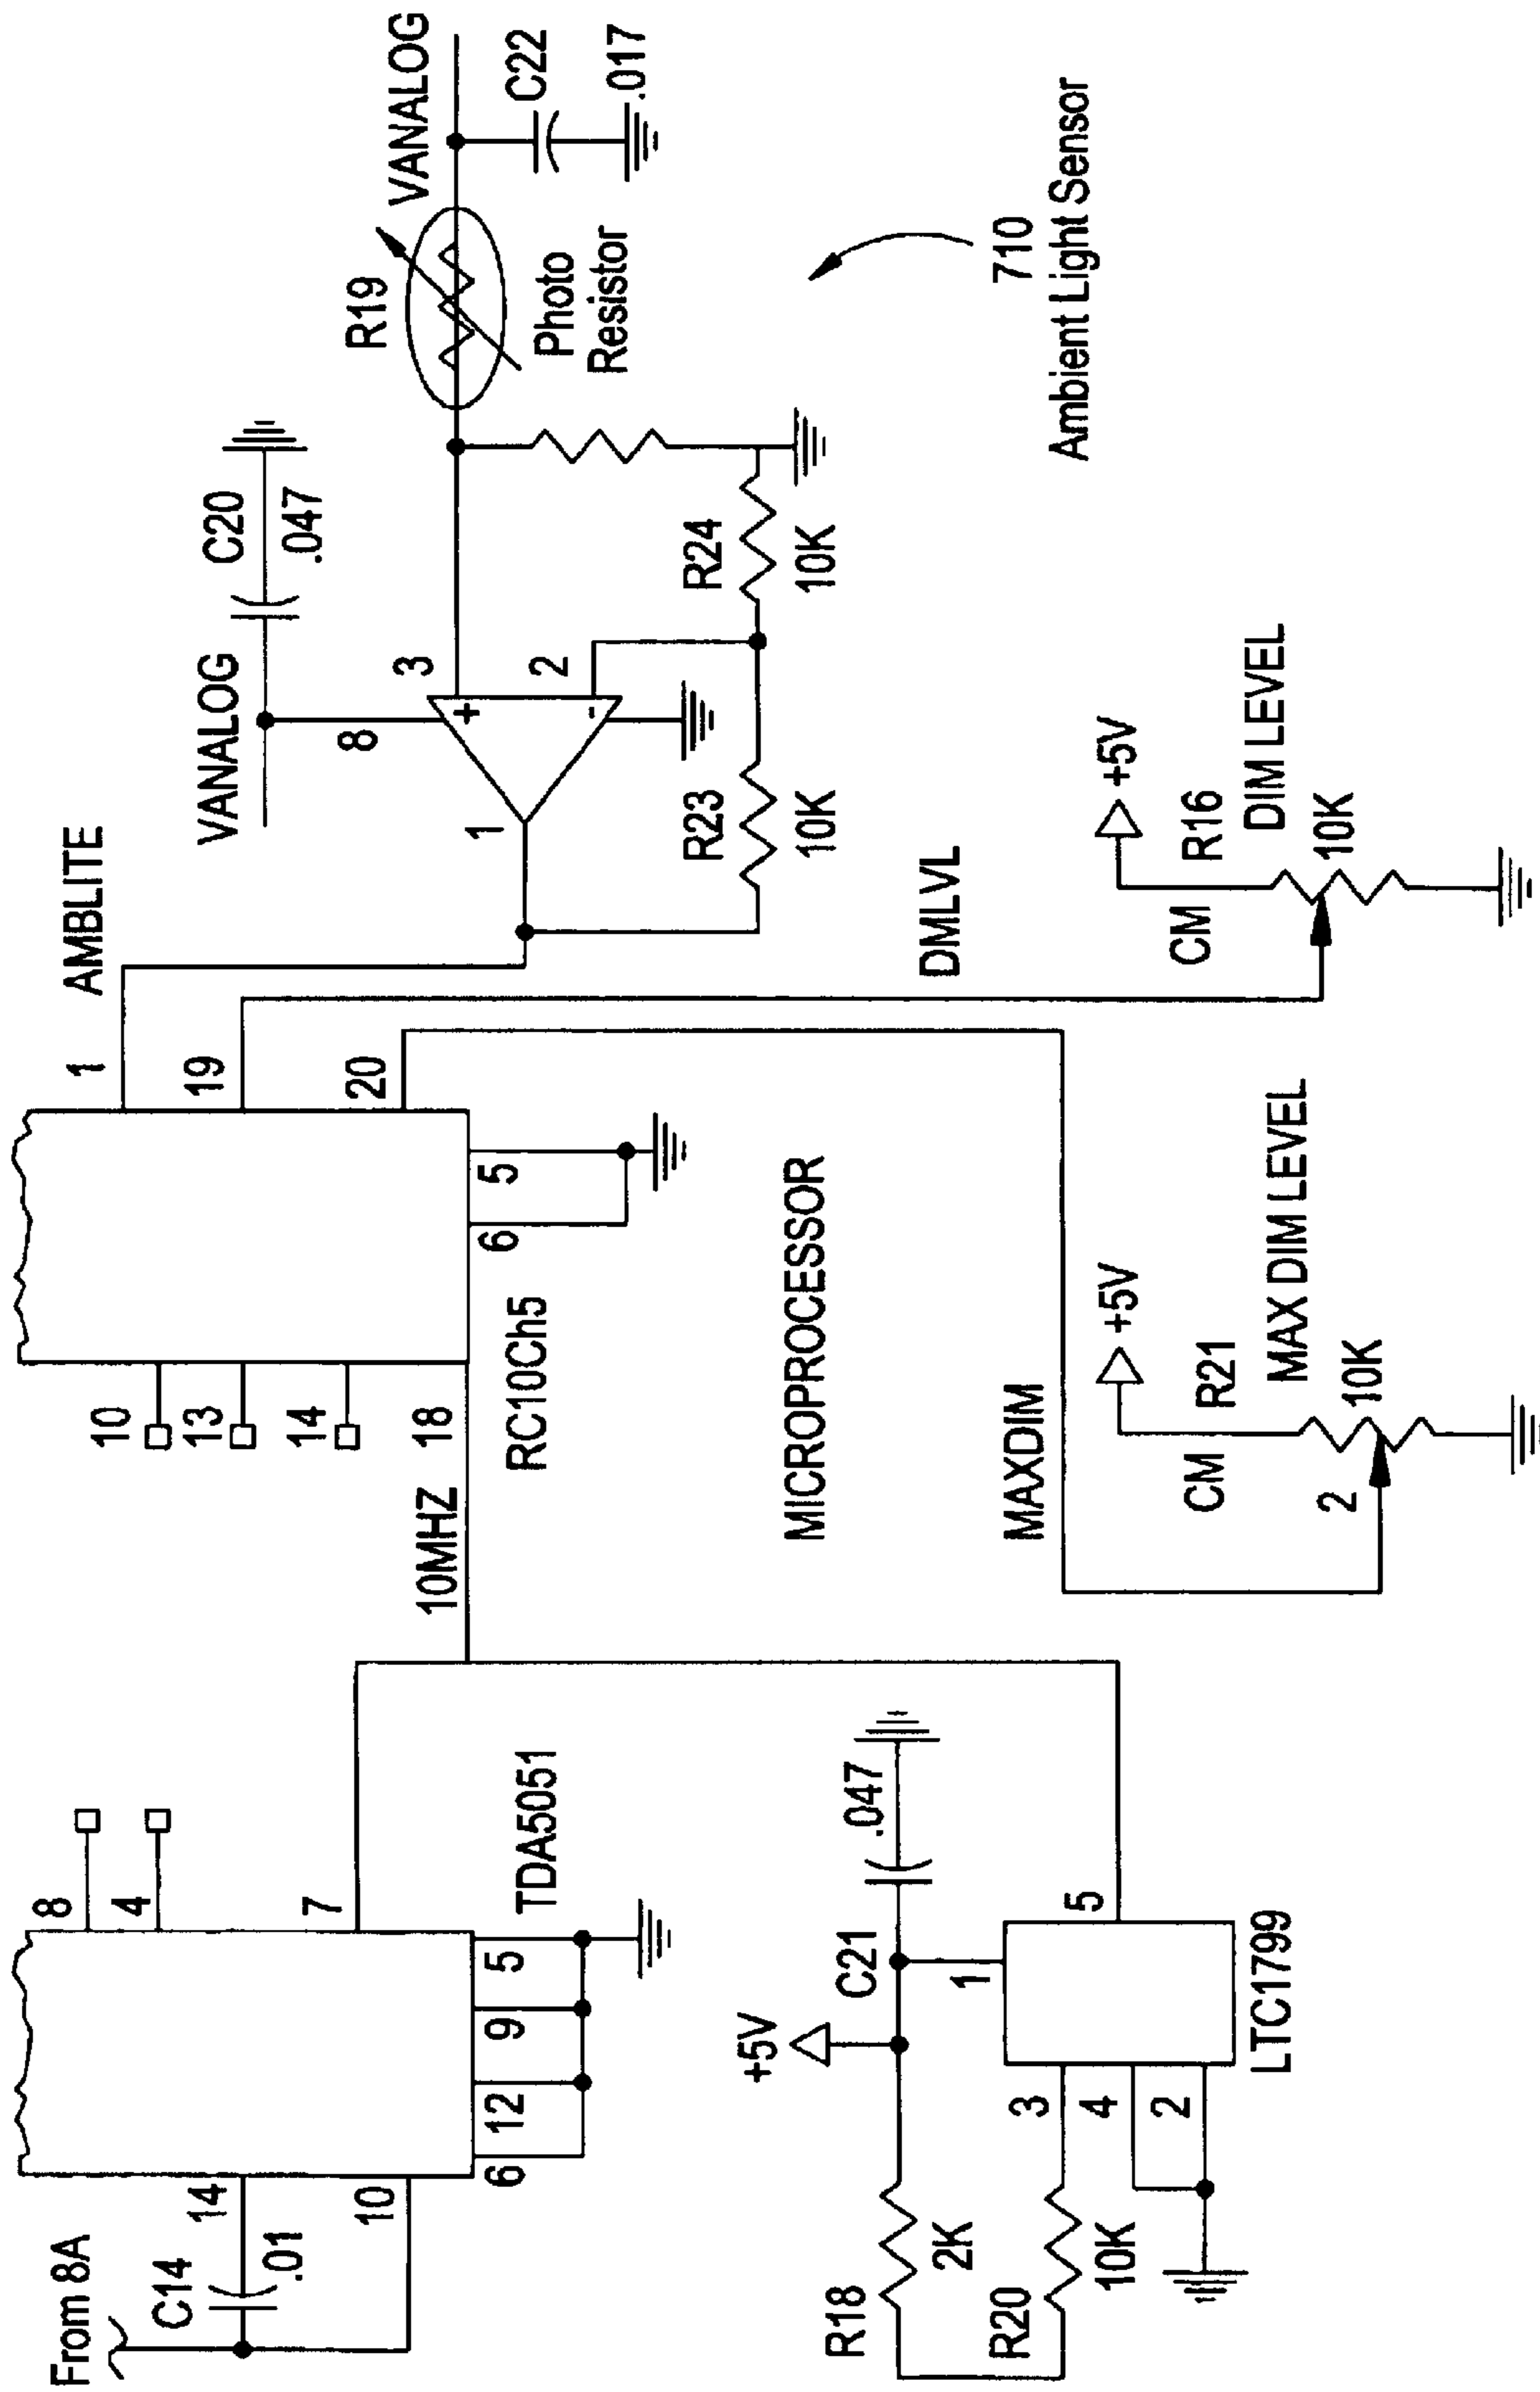 From 8A
C14
.01
14
10
8
4
7
6
12
9
5
TDA5051
+5V
R18
2K
R20
10K
C21
.047
1
3
4
2
5
LTC1799
10MHZ
10
13
14
18
6
5
RC10Ch5
MICROPROCESSOR
1
19
20
AMBLITE
MAXDIM
+5V
CM
R21
MAX DIM LEVEL
2
10K
DMLVL
+5V
CM
R16
DIM LEVEL
10K
VANALOG
C20
.047
8
3
2
1
R23
10K
R24
10K
R19
Photo
Resistor
VANALOG
C22
.017
710
Ambient Light Sensor